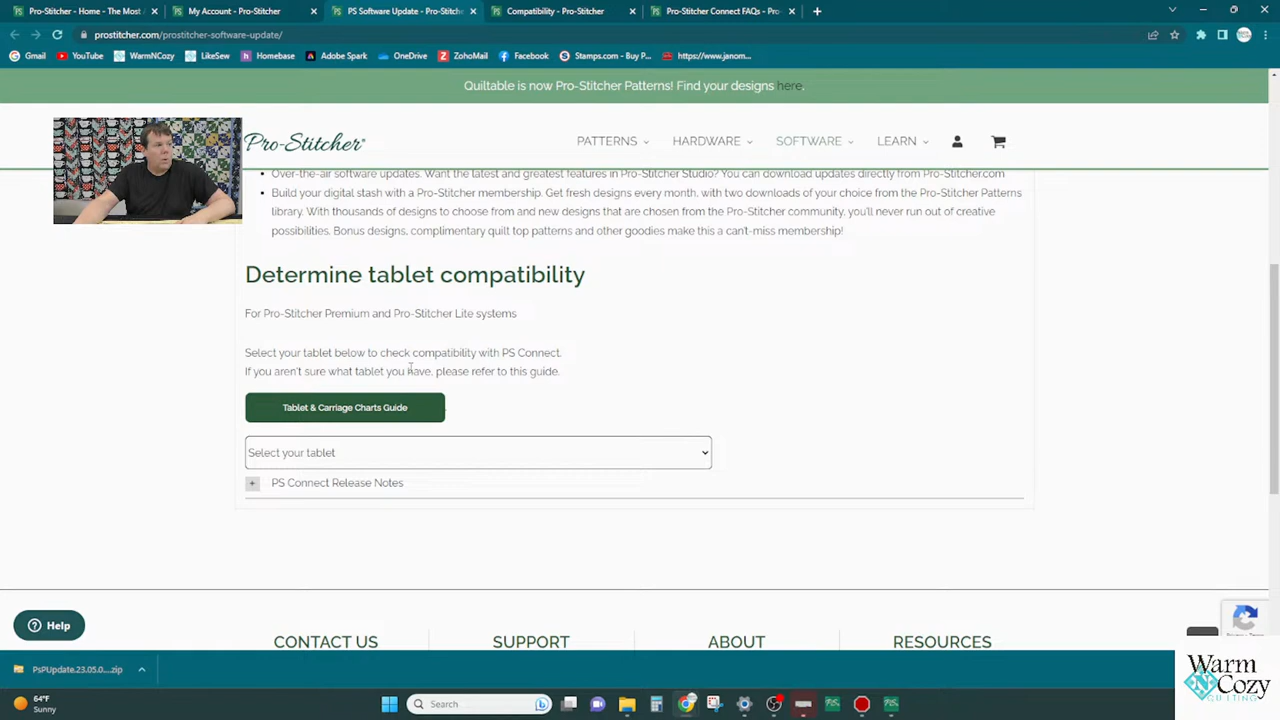 Pro-Stitcher - Home - The Most
My Account - Pro-Stitcher
PS Software Update - Pro-Stitche
Compatibility - Pro-Stitcher
Pro-Stitcher Connect FAQs - Pro-
prostitcher.com/prostitcher-software-update/
Gmail
YouTube
WarmNCozy
LikeSew
Homebase
Adobe Spark
OneDrive
ZohoMail
Facebook
Stamps.com - Buy P...
https://www.janom...
Quiltable is now Pro-Stitcher Patterns! Find your designs here.
Pro-Stitcher®
PATTERNS
HARDWARE
SOFTWARE
LEARN
Over-the-air software updates. Want the latest and greatest features in Pro-Stitcher Studio? You can download updates directly from Pro-Stitcher.com
Build your digital stash with a Pro-Stitcher membership. Get fresh designs every month, with two downloads of your choice from the Pro-Stitcher Patterns
library. With thousands of designs to choose from and new designs that are chosen from the Pro-Stitcher community, you'll never run out of creative
possibilities. Bonus designs, complimentary quilt top patterns and other goodies make this a can't-miss membership!
Determine tablet compatibility
For Pro-Stitcher Premium and Pro-Stitcher Lite systems
Select your tablet below to check compatibility with PS Connect.
If you aren't sure what tablet you have, please refer to this guide.
Tablet & Carriage Charts Guide
Select your tablet
+ PS Connect Release Notes
Help
CONTACT US
SUPPORT
ABOUT
RESOURCES
PsPUpdate.23.05.0....zip
64°F
Sunny
Search
Warm
N
Cozy
QUILTING